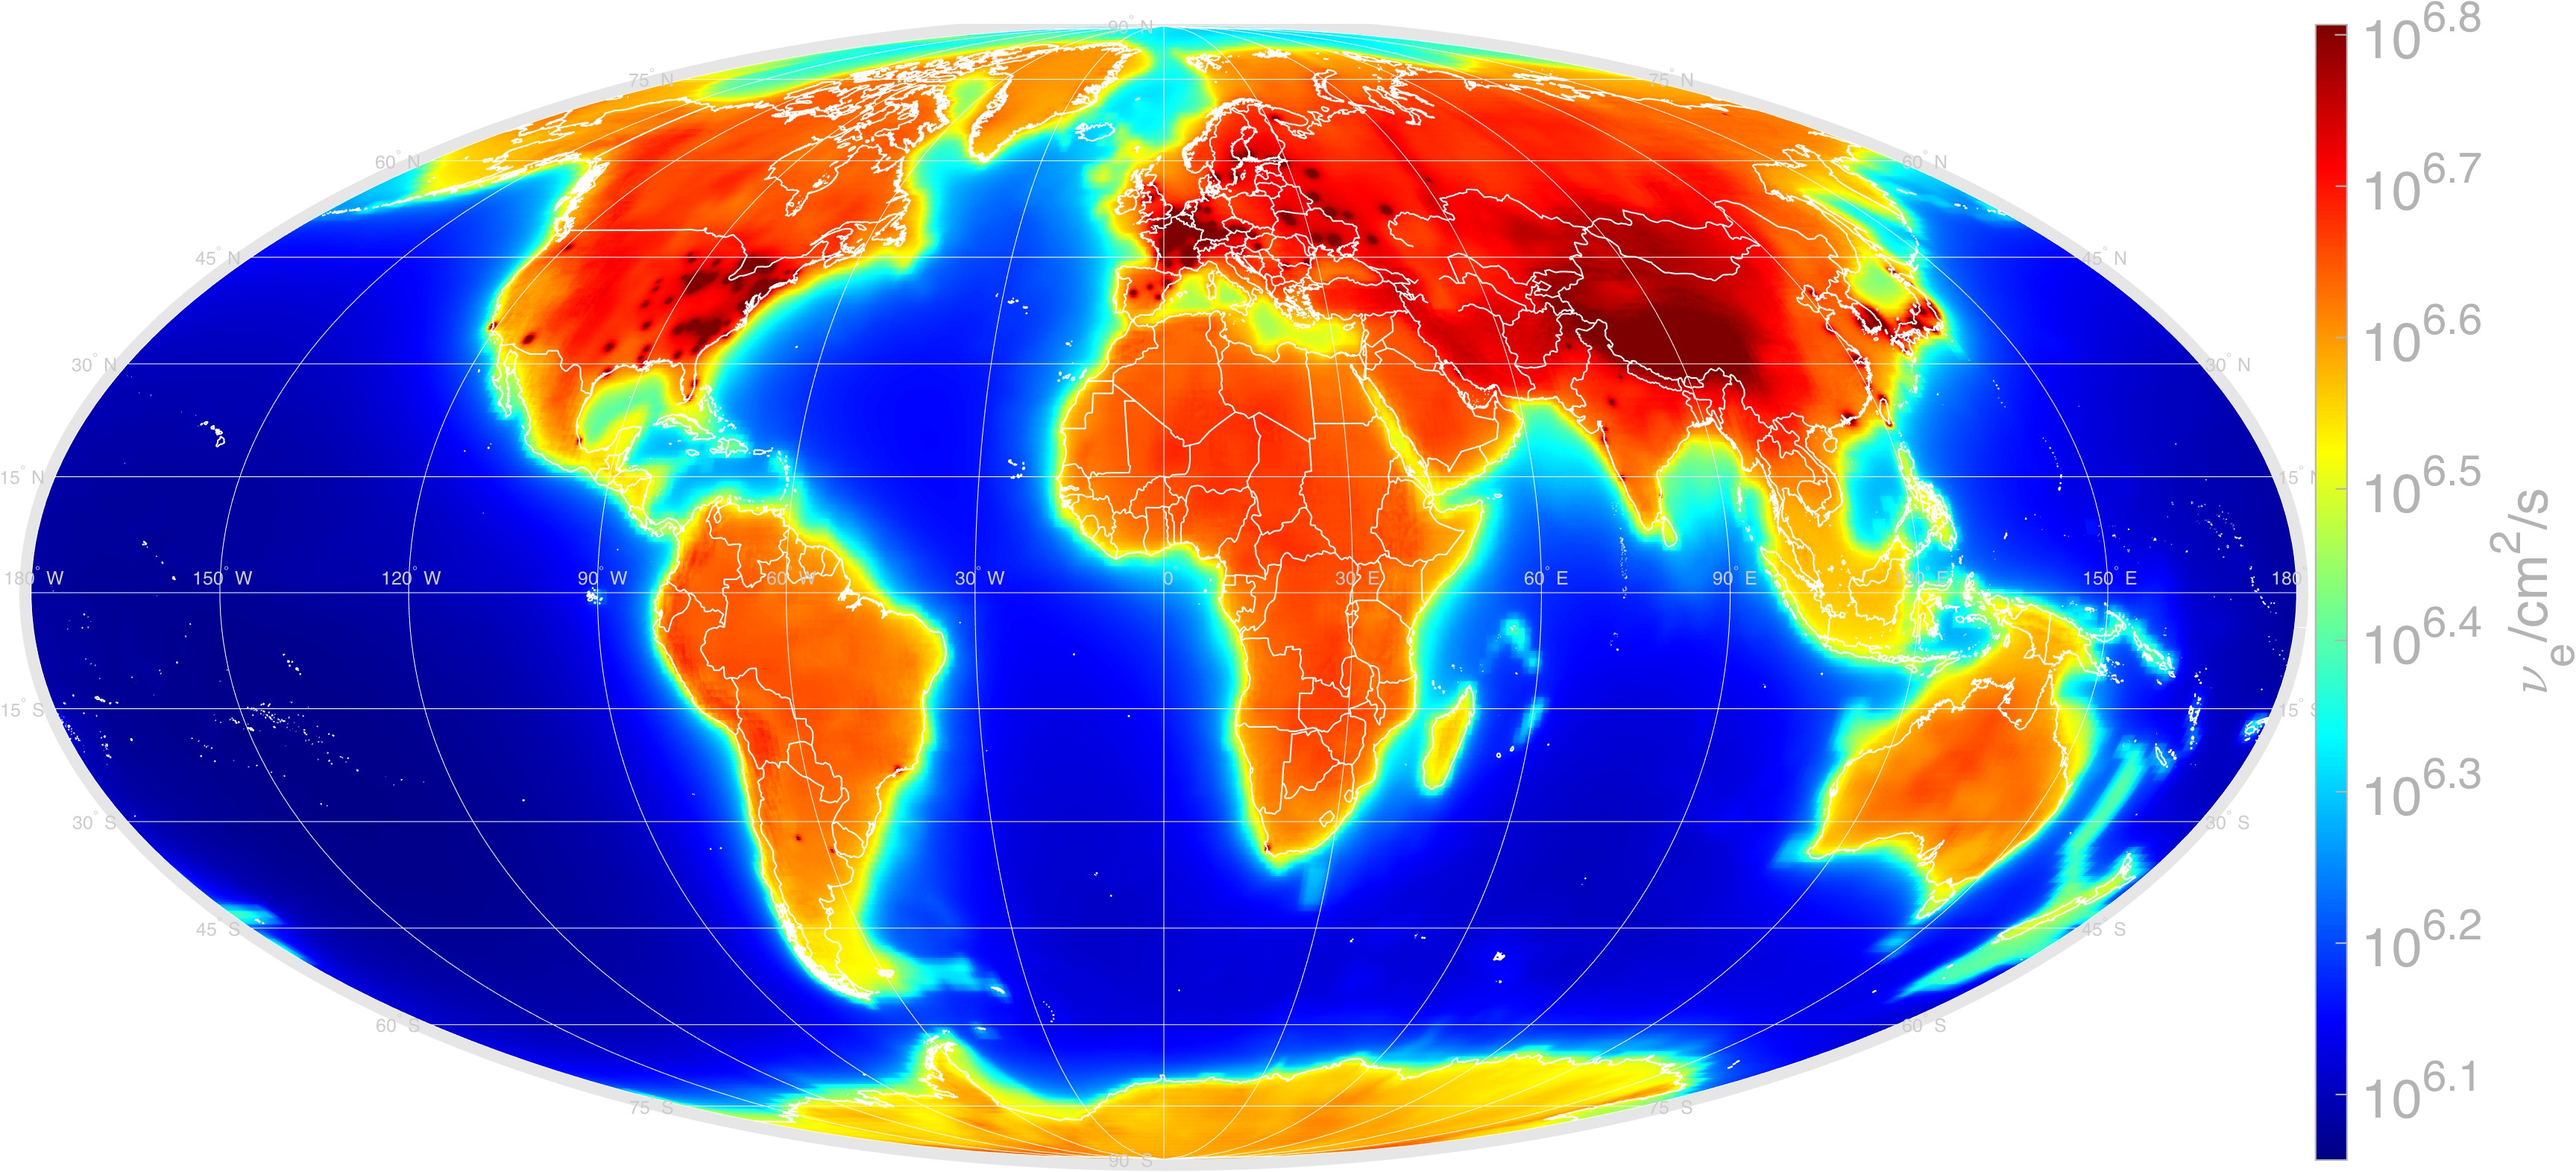 90° N
75° N
75° N
60° N
60° N
45° N
45° N
30° N
30° N
15° N
15° N
180° W
150° W
120° W
90° W
60° W
30° W
0°
30° E
60° E
90° E
120° E
150° E
180°
15° S
15° S
30° S
30° S
45° S
45° S
60° S
60° S
75° S
75° S
90° S
10^6.8
10^6.7
10^6.6
10^6.5
10^6.4
10^6.3
10^6.2
10^6.1
ν_e/cm²/s